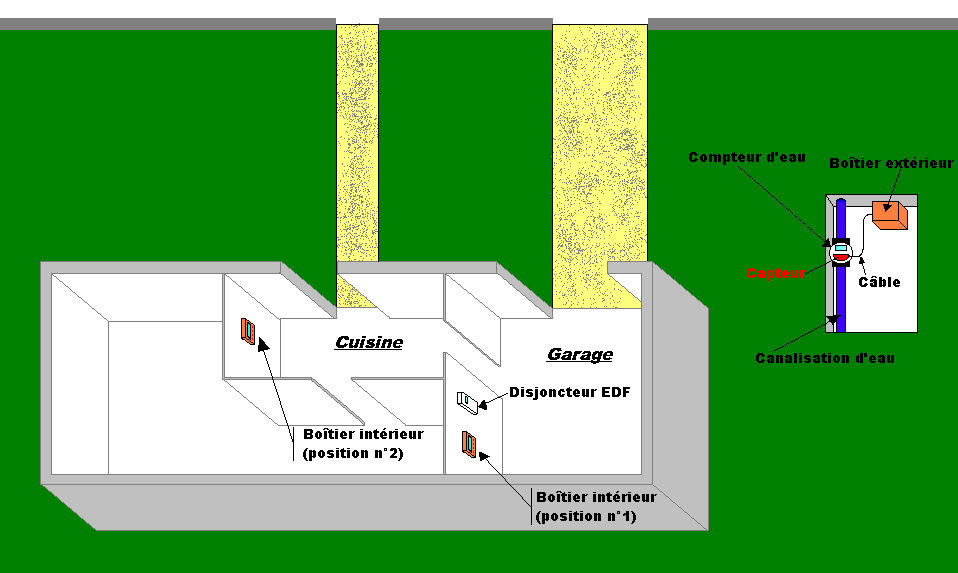 Compteur d'eau
Boîtier extérieur
Capteur
Câble
Canalisation d'eau
Cuisine
Garage
Disjoncteur EDF
Boîtier intérieur
(position n°2)
Boîtier intérieur
(position n°1)